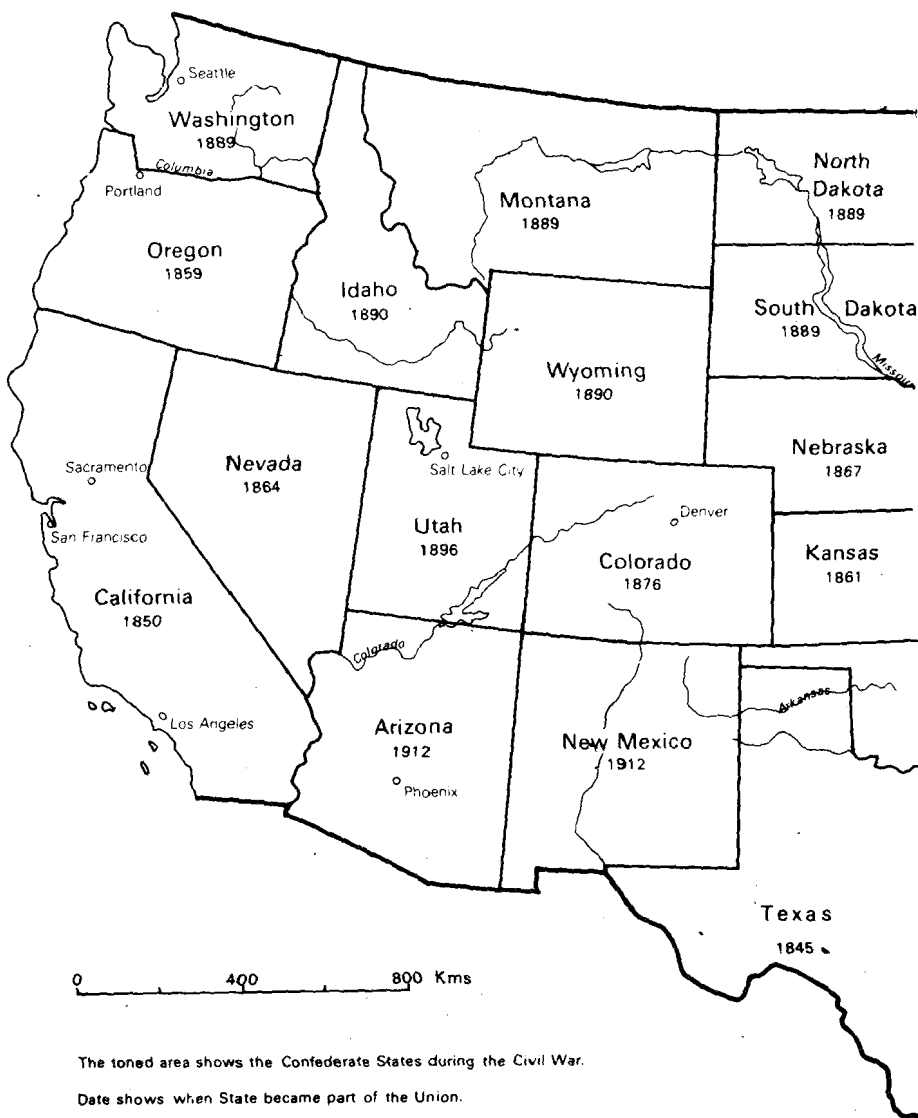 Seattle
Washington
1889
Columbia
Portland
Oregon
1859
Idaho
1890
Montana
1889
North
Dakota
1889
South Dakota
1889
Missou
Wyoming
1890
Nebraska
1867
Sacramento
San Francisco
Nevada
1864
Salt Lake City
Utah
1896
Denver
Colorado
1876
Kansas
1861
California
1850
Los Angeles
Colorado
Arizona
1912
Phoenix
New Mexico
1912
Arkansas
Texas
1845
0 400 800 Kms
The toned area shows the Confederate States during the Civil War.
Date shows when State became part of the Union.